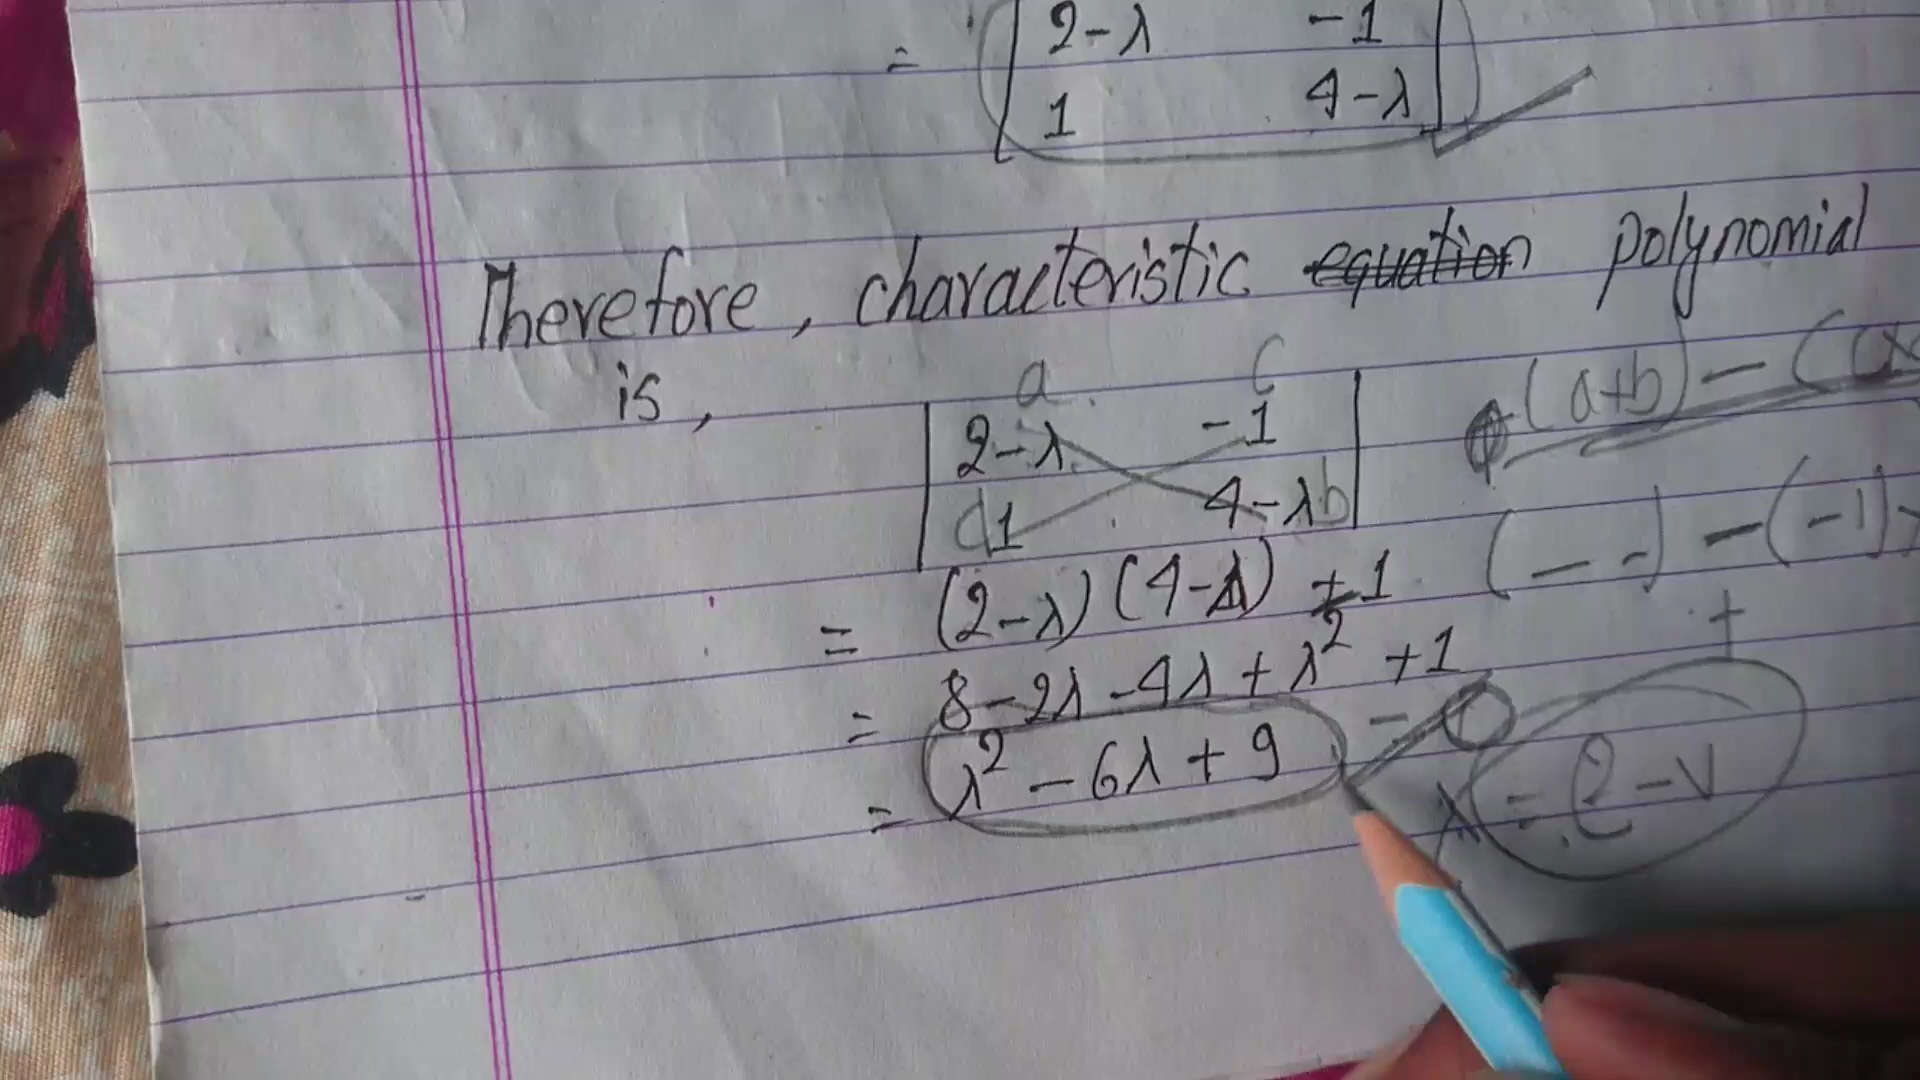 = | 2-λ -1 |
| 1 4-λ |
Therefore, characteristic equation polynomial
is,
a c
| 2-λ -1 | (a+b) - (
| d1 4-λ b | (- -) - (-1)
= (2-λ) (4-λ) +1
+
= 8-2λ-4λ+λ² +1
= λ² - 6λ + 9